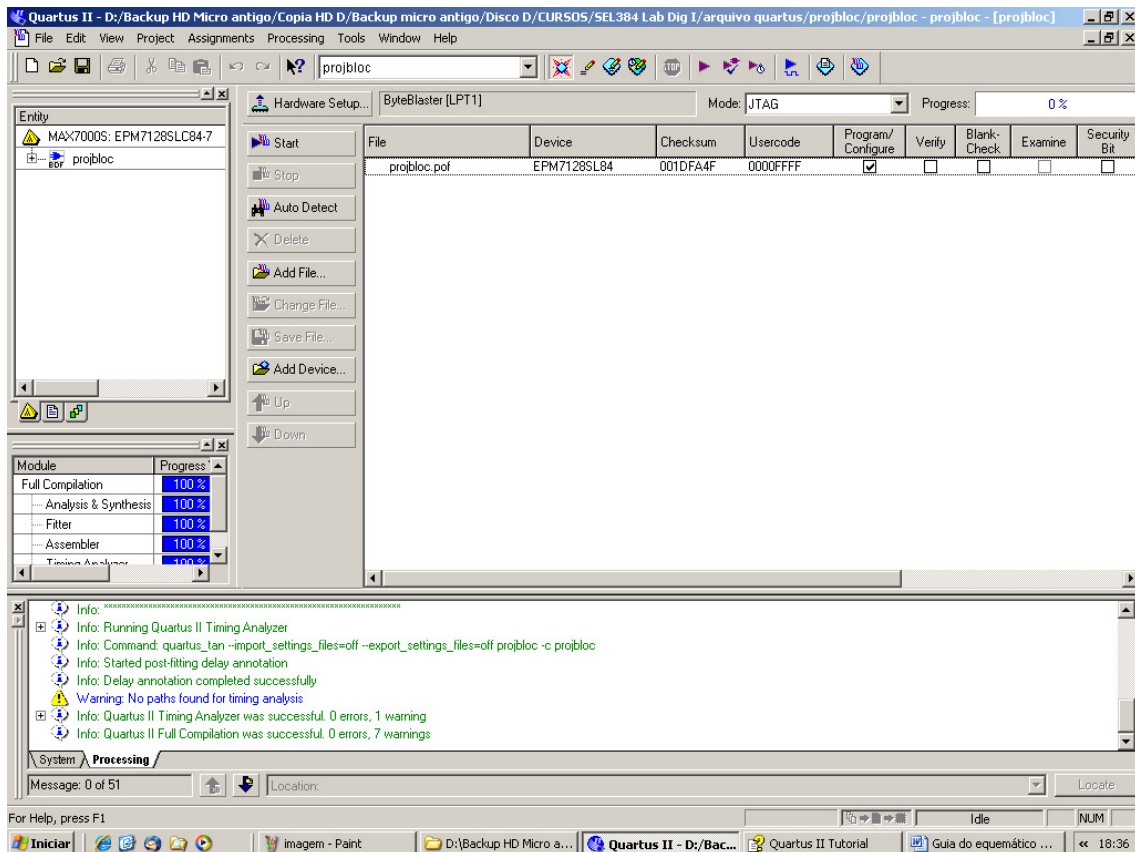 Quartus II - D:/Backup HD Micro antigo/Copia HD D/Backup micro antigo/Disco D/CURSOS/SEL384 Lab Dig I/arquivo quartus/projbloc/projbloc - projbloc - [projbloc]
File Edit View Project Assignments Processing Tools Window Help
projbloc
Entity
MAX7000S: EPM7128SLC84-7
projbloc
Hardware Setup... ByteBlaster [LPT1] Mode: JTAG Progress: 0 %
Start
Stop
Auto Detect
Delete
Add File...
Change File...
Save File...
Add Device...
Up
Down
File Device Checksum Usercode Program/ Configure Verify Blank- Check Examine Security Bit
projbloc.pof EPM7128SL84 001DFA4F 0000FFFF
Module Progress
Full Compilation 100 %
Analysis & Synthesis 100 %
Fitter 100 %
Assembler 100 %
Timing Analyzer 100 %
Info: *******************************************************************
Info: Running Quartus II Timing Analyzer
Info: Command: quartus_tan --import_settings_files=off --export_settings_files=off projbloc -c projbloc
Info: Started post-fitting delay annotation
Info: Delay annotation completed successfully
Warning: No paths found for timing analysis
Info: Quartus II Timing Analyzer was successful. 0 errors, 1 warning
Info: Quartus II Full Compilation was successful. 0 errors, 7 warnings
System Processing
Message: 0 of 51 Location: Locate
For Help, press F1 Idle NUM
Iniciar imagem - Paint D:\Backup HD Micro a... Quartus II - D:/Bac... Quartus II Tutorial Guia do equemático ... « 18:36